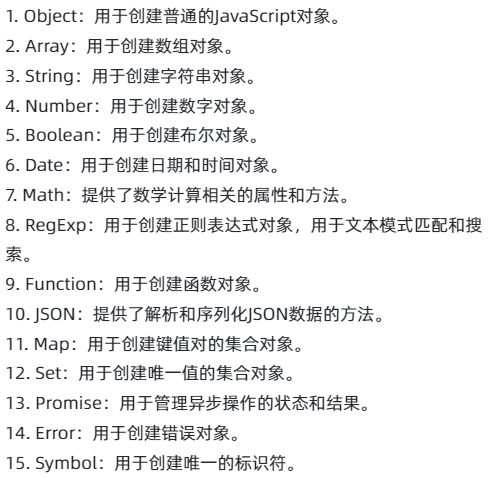 1. Object：用于创建普通的JavaScript对象。
2. Array：用于创建数组对象。
3. String：用于创建字符串对象。
4. Number：用于创建数字对象。
5. Boolean：用于创建布尔对象。
6. Date：用于创建日期和时间对象。
7. Math：提供了数学计算相关的属性和方法。
8. RegExp：用于创建正则表达式对象，用于文本模式匹配和搜
索。
9. Function：用于创建函数对象。
10. JSON：提供了解析和序列化JSON数据的方法。
11. Map：用于创建键值对的集合对象。
12. Set：用于创建唯一值的集合对象。
13. Promise：用于管理异步操作的状态和结果。
14. Error：用于创建错误对象。
15. Symbol：用于创建唯一的标识符。